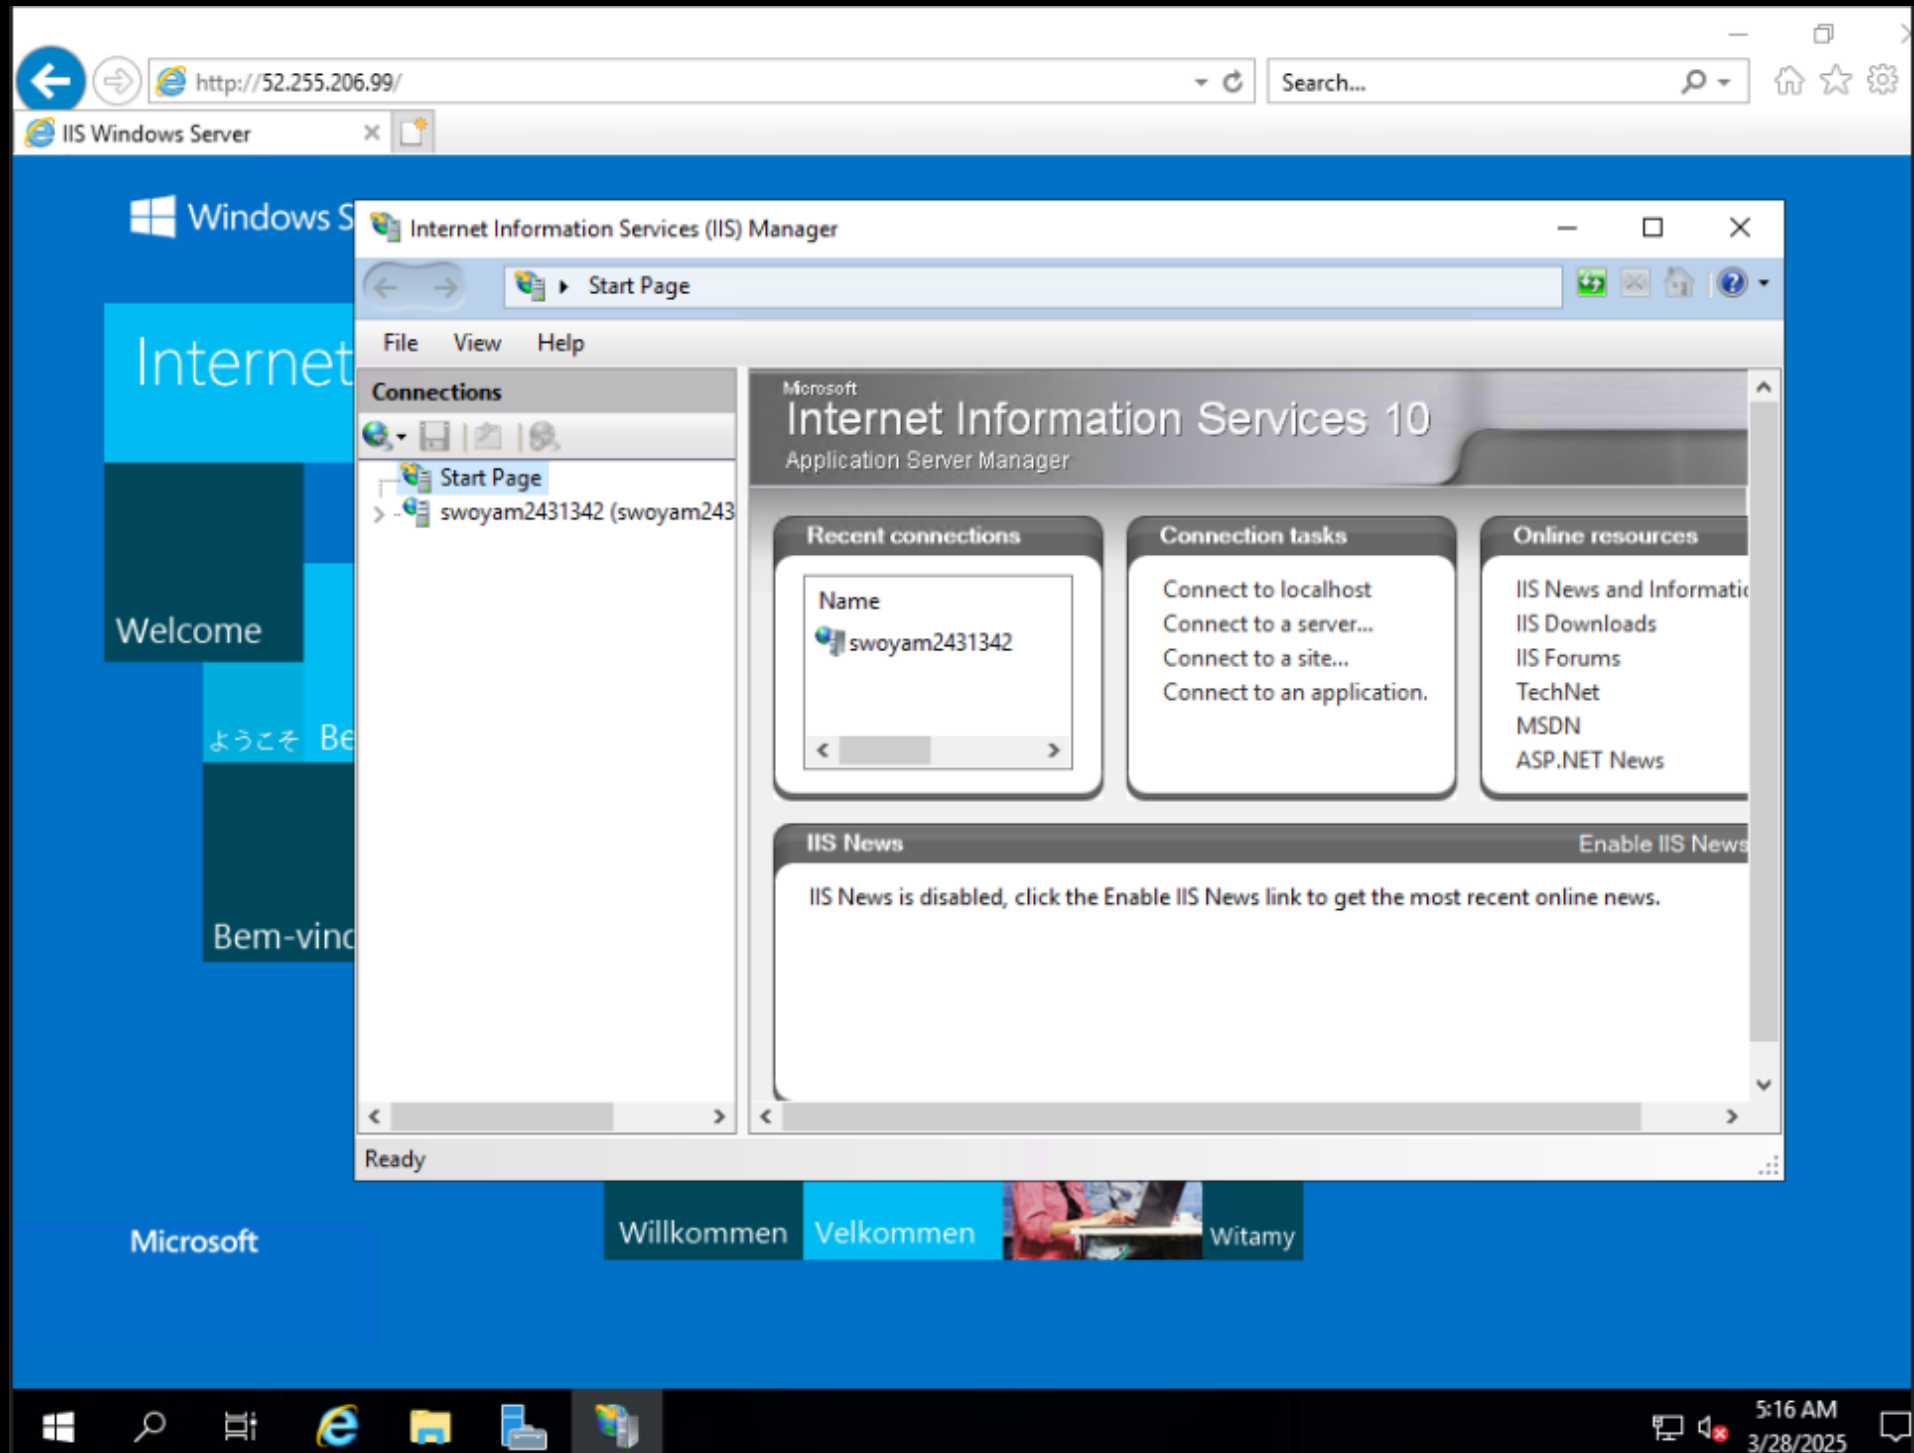 http://52.255.206.99/
Search...
IIS Windows Server
Windows S
Internet Information Services (IIS) Manager
Start Page
File View Help
Internet
Connections
Start Page
swoyam2431342 (swoyam243
Microsoft
Internet Information Services 10
Application Server Manager
Recent connections
Name
swoyam2431342
Connection tasks
Connect to localhost
Connect to a server...
Connect to a site...
Connect to an application.
Online resources
IIS News and Informatic
IIS Downloads
IIS Forums
TechNet
MSDN
ASP.NET News
IIS News
Enable IIS News
IIS News is disabled, click the Enable IIS News link to get the most recent online news.
Ready
Welcome
ようこそ Be
Bem-vind
Microsoft
Willkommen Velkommen Witamy
5:16 AM
3/28/2025